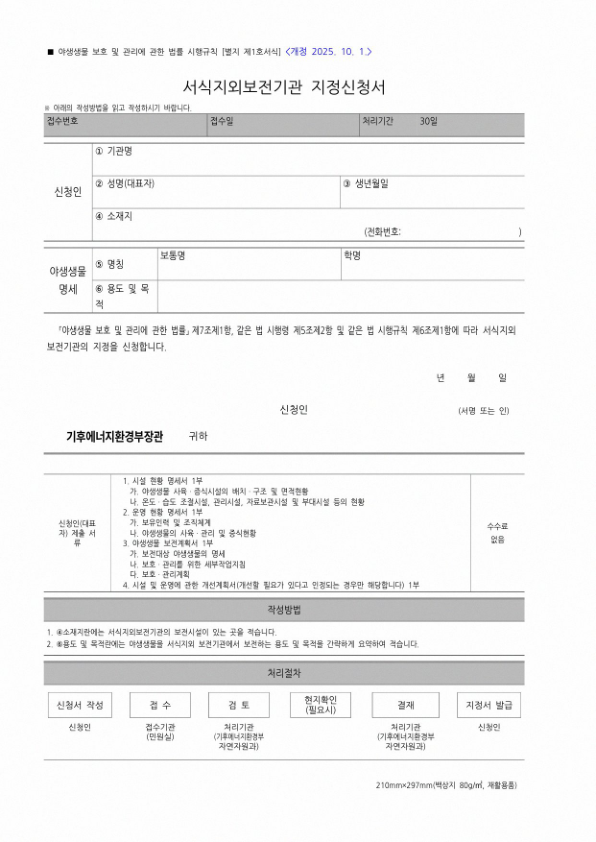 ■ 야생생물 보호 및 관리에 관한 법률 시행규칙 [별지 제1호서식] <개정 2025. 10. 1.>
서식지외보전기관 지정신청서
※ 아래의 작성방법을 읽고 작성하시기 바랍니다.
접수번호 접수일 처리기간 30일
신청인
① 기관명
② 성명(대표자) ③ 생년월일
④ 소재지
(전화번호: )
야생생물
명세
⑤ 명칭 보통명 학명
⑥ 용도 및 목
적
「야생생물 보호 및 관리에 관한 법률」 제7조제1항, 같은 법 시행령 제5조제2항 및 같은 법 시행규칙 제6조제1항에 따라 서식지외
보전기관의 지정을 신청합니다.
년 월 일
신청인 (서명 또는 인)
기후에너지환경부장관 귀하
신청인(대표
자) 제출 서
류
1. 시설 현황 명세서 1부
가. 야생생물 사육ㆍ증식시설의 배치ㆍ구조 및 면적현황
나. 온도ㆍ습도 조절시설, 관리시설, 자료보관시설 및 부대시설 등의 현황
2. 운영 현황 명세서 1부
가. 보유인력 및 조직체계
나. 야생생물의 사육ㆍ관리 및 증식현황
3. 야생생물 보전계획서 1부
가. 보전대상 야생생물의 명세
나. 보호ㆍ관리를 위한 세부작업지침
다. 보호ㆍ관리계획
4. 시설 및 운영에 관한 개선계획서(개선할 필요가 있다고 인정되는 경우만 해당합니다) 1부
수수료
없음
작성방법
1. ④소재지란에는 서식지외보전기관의 보전시설이 있는 곳을 적습니다.
2. ⑥용도 및 목적란에는 야생생물을 서식지외 보전기관에서 보전하는 용도 및 목적을 간략하게 요약하여 적습니다.
처리절차
신청서 작성 접 수 검 토 현지확인
(필요시) 결재 지정서 발급
신청인 접수기관
(민원실) 처리기관
(기후에너지환경부
자연자원과) 처리기관
(기후에너지환경부
자연자원과) 신청인
210mm×297mm(백상지 80g/㎡, 재활용품)